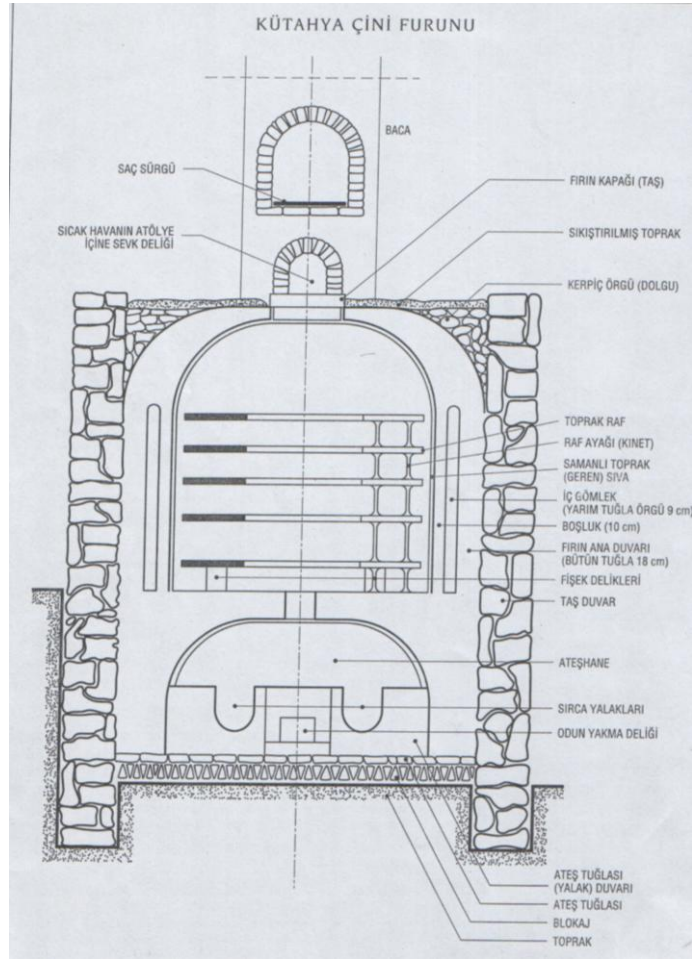 KÜTAHYA ÇİNİ FURUNU
BACA
SAÇ SÜRGÜ
FIRIN KAPAĞI (TAŞ)
SICAK HAVANIN ATÖLYE
İÇİNE SEVK DELİĞİ
SIKIŞTIRILMIŞ TOPRAK
KERPİÇ ÖRGÜ (DOLGU)
TOPRAK RAF
RAF AYAĞI (KINET)
SAMANLI TOPRAK
(GEREN) SIVA
İÇ GÖMLEK
(YARIM TUĞLA ÖRGÜ 9 cm)
BOŞLUK (10 cm)
FIRIN ANA DUVARI
(BÜTÜN TUĞLA 18 cm)
FİŞEK DELİKLERİ
TAŞ DUVAR
ATEŞHANE
SIRCA YALAKLARI
ODUN YAKMA DELİĞİ
ATEŞ TUĞLASI
(YALAK) DUVARI
ATEŞ TUĞLASI
BLOKAJ
TOPRAK